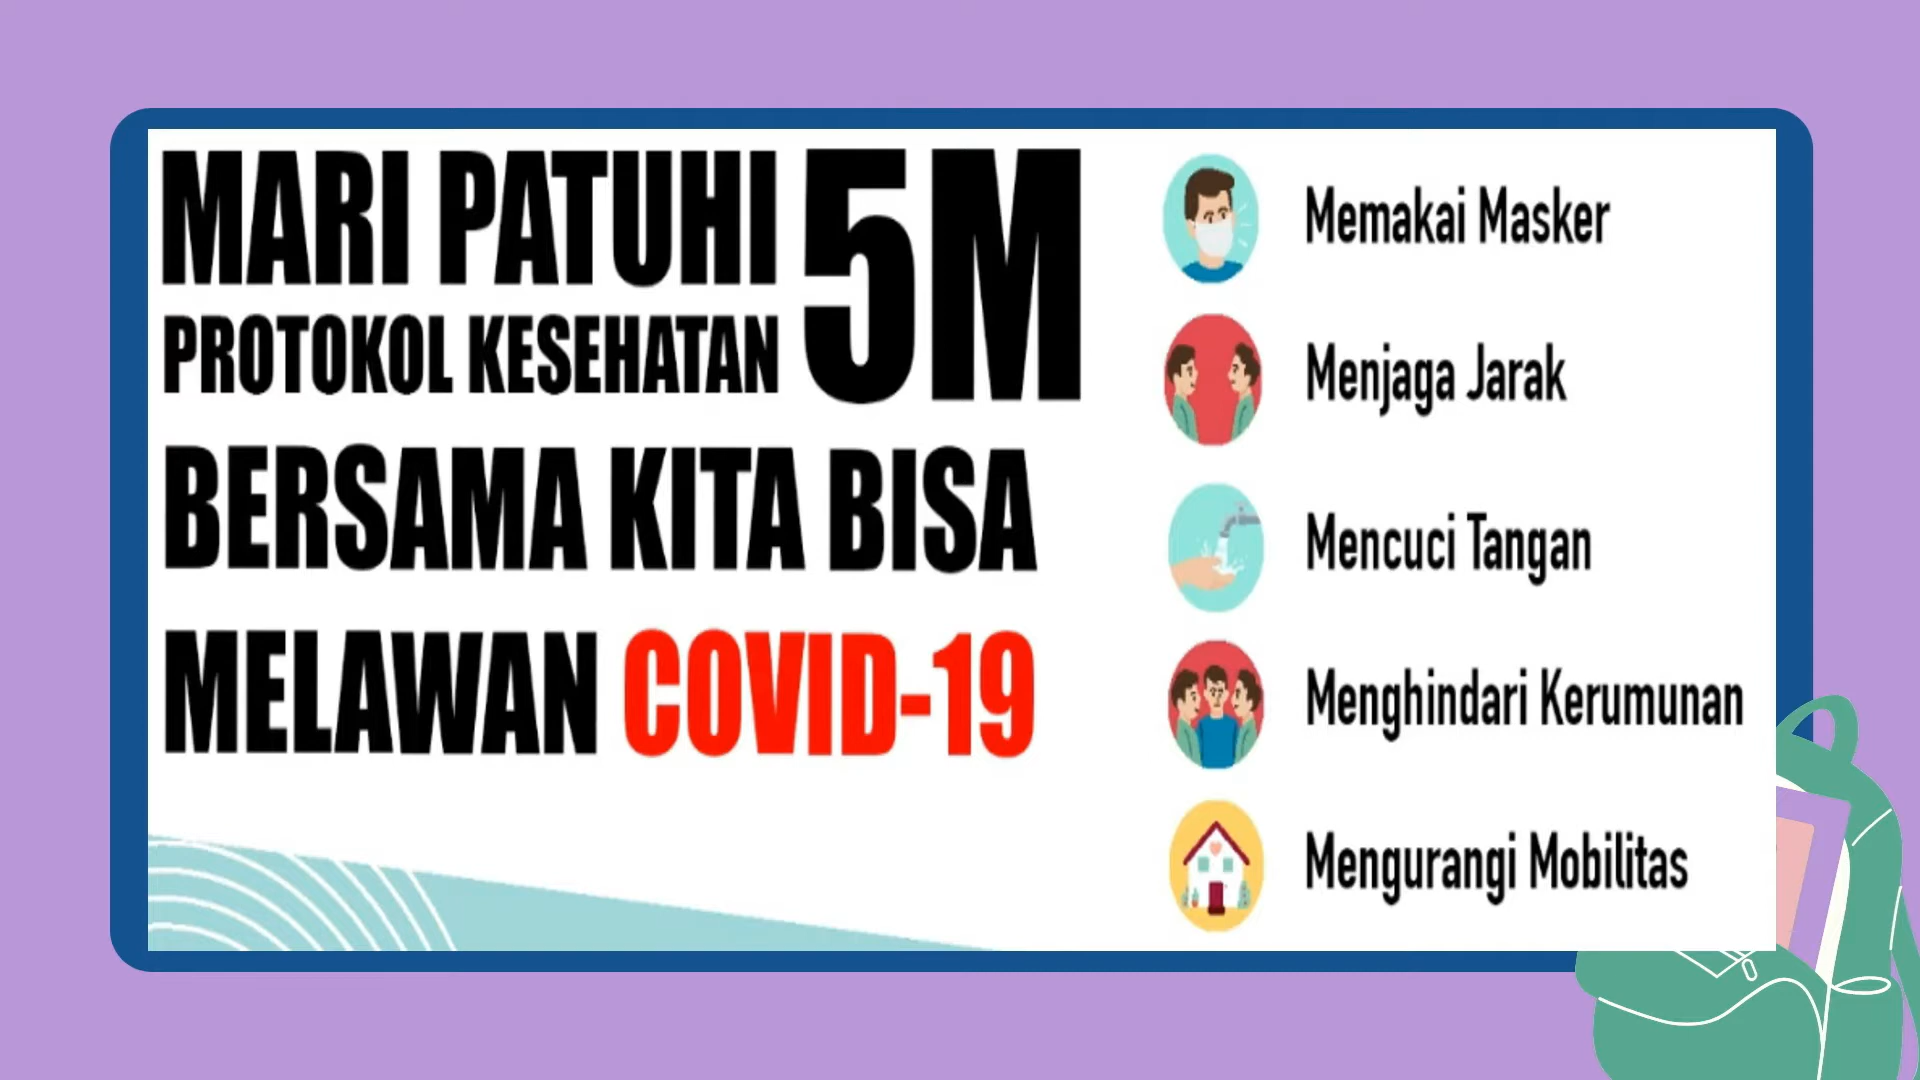 MARI PATUHI 5M
PROTOKOL KESEHATAN
BERSAMA KITA BISA
MELAWAN COVID-19
Memakai Masker
Menjaga Jarak
Mencuci Tangan
Menghindari Kerumunan
Mengurangi Mobilitas